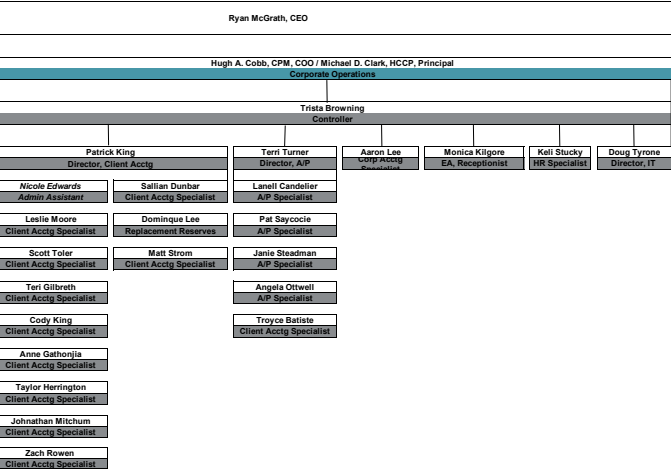 Ryan McGrath, CEO
Hugh A. Cobb, CPM, COO / Michael D. Clark, HCCP, Principal
Corporate Operations
Trista Browning
Controller
Patrick King
Director, Client Acctg
Terri Turner
Director, A/P
Aaron Lee
Corp Acctg
Specialist
Monica Kilgore
EA, Receptionist
Keli Stucky
HR Specialist
Doug Tyrone
Director, IT
Nicole Edwards
Admin Assistant
Sallian Dunbar
Client Acctg Specialist
Lanell Candelier
A/P Specialist
Leslie Moore
Client Acctg Specialist
Dominque Lee
Replacement Reserves
Pat Saycocie
A/P Specialist
Scott Toler
Client Acctg Specialist
Matt Strom
Client Acctg Specialist
Janie Steadman
A/P Specialist
Teri Gilbreth
Client Acctg Specialist
Angela Ottwell
A/P Specialist
Cody King
Client Acctg Specialist
Troyce Batiste
Client Acctg Specialist
Anne Gathonjia
Client Acctg Specialist
Taylor Herrington
Client Acctg Specialist
Johnathan Mitchum
Client Acctg Specialist
Zach Rowen
Client Acctg Specialist